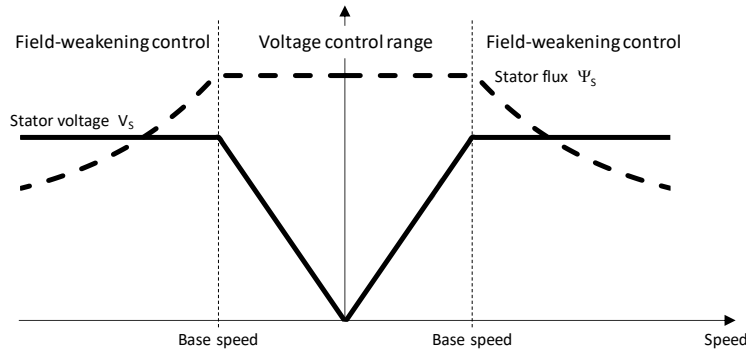 Field-weakening control
Voltage control range
Field-weakening control
Stator flux Ψs
Stator voltage Vs
Base speed
Base speed
Speed